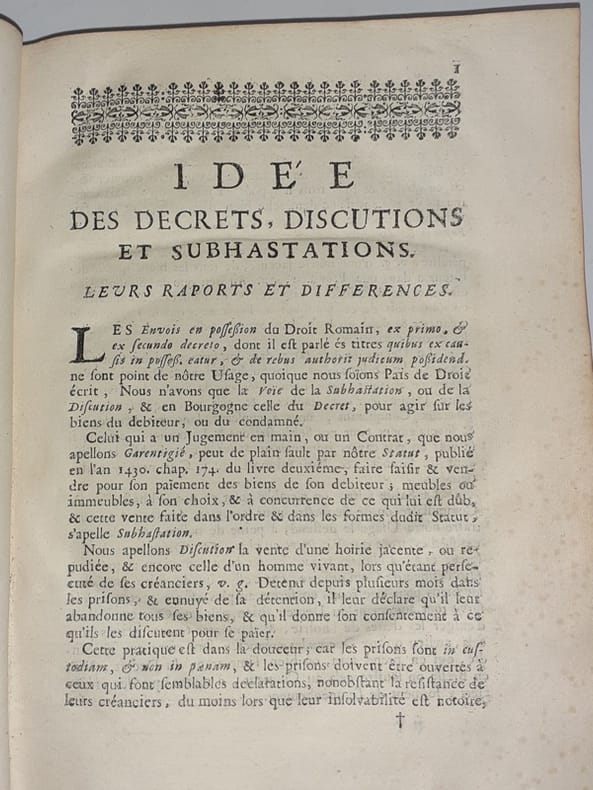 1
IDÉE
DES DECRETS, DISCUTIONS
ET SUBHASTATIONS.
LEURS RAPORTS ET DIFFERENCES.
LES Envois en possession du Droit Romain, ex primo, &
ex secundo decreto, dont il est parlé és titres quibus ex cau-
sis in possess. eatur, & de rebus authorit judicum possidend.
ne sont point de nôtre Usage, quoique nous soïons Païs de Droit
écrit, Nous n'avons que la Voie de la Subhastation, ou de la
Discution, & en Bourgogne celle du Decret, pour agir sur les
biens du debiteur, ou du condamné.
Celui qui a un Jugement en main, ou un Contrat, que nous
apellons Garentigié, peut de plain sault par nôtre Statut, publié
en l'an 1430. chap. 174. du livre deuxiéme, faire saisir & ven-
dre pour son païement des biens de son debiteur; meubles ou
immeubles, à son choix, & à concurrence de ce qui lui est dûb,
& cette vente faite dans l'ordre & dans les formes dudit Statut,
s'apelle Subhastation.
Nous apellons Discution la vente d'une hoirie jacente, ou re-
pudiée, & encore celle d'un homme vivant, lors qu'étant perse-
cuté de ses créanciers, v. g. Detenu depuis plusieurs mois dans
les prisons, & ennuyé de sa détention, il leur déclare qu'il leur
abandonne tous ses biens, & qu'il donne son consentement à ce
qu'ils les discutent pour se païer.
Cette pratique est dans la douceur; car les prisons sont in cus-
todiam, & non in pœnam, & les prisons doivent être ouvertes à
ceux qui font semblables declarations, nonobstant la resistance de
leurs créanciers, du moins lors que leur insolvabilité est notoire,
†